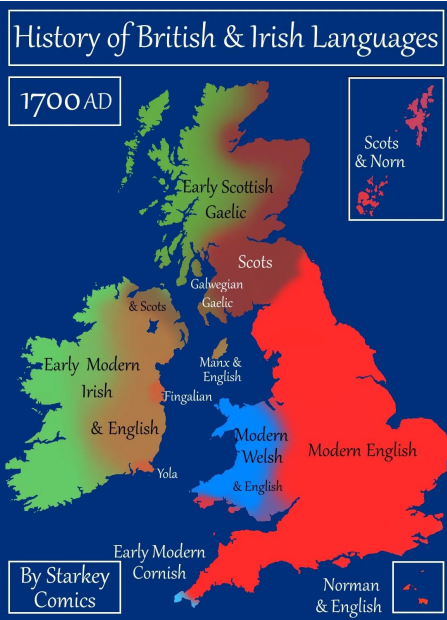 History of British & Irish Languages
1700 AD
Scots
& Norn
Early Scottish
Gaelic
Scots
Galwegian
Gaelic
& Scots
Manx &
English
Early Modern
Irish
& English
Fingalian
Yola
Modern
Welsh
& English
Modern English
Early Modern
Cornish
By Starkey
Comics
Norman
& English